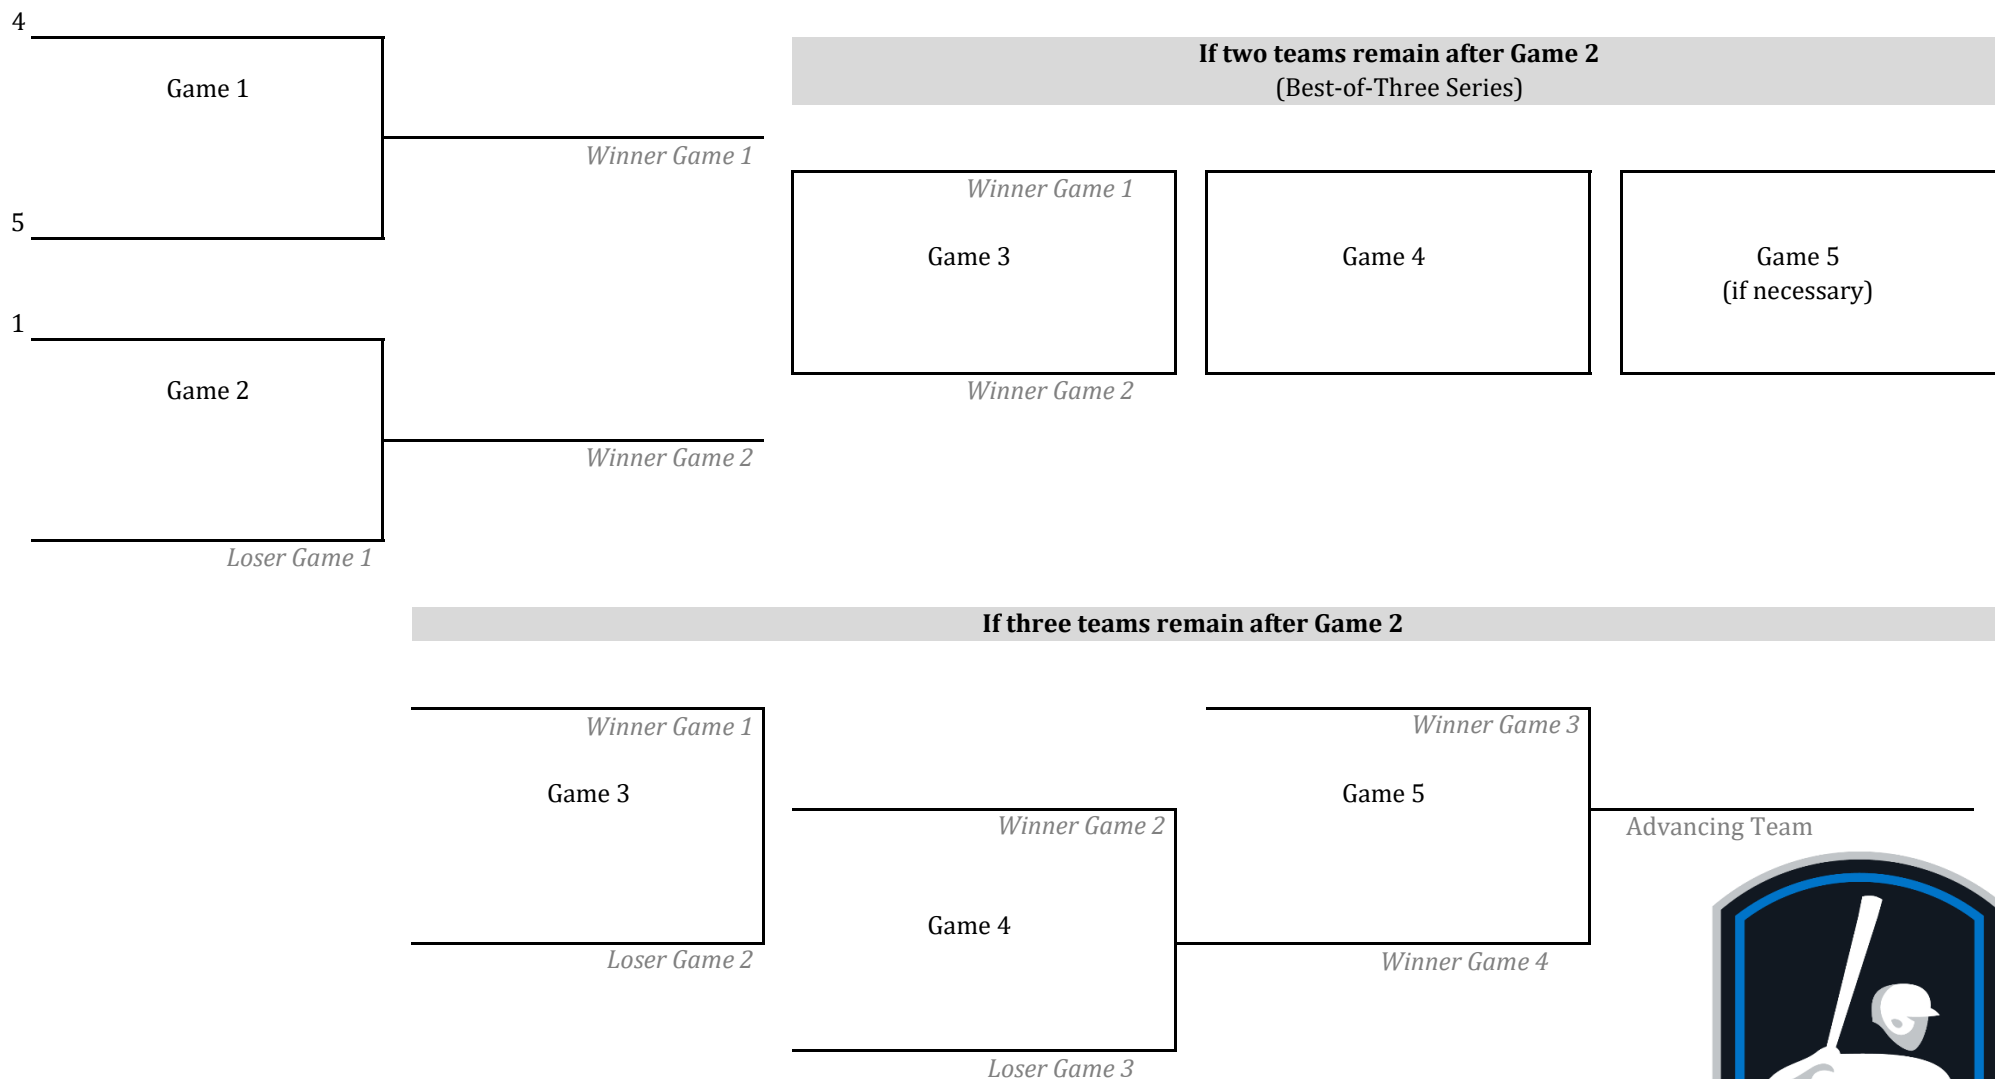 4
Game 1
5
Winner Game 1
1
Game 2
Loser Game 1
Winner Game 2
If two teams remain after Game 2
(Best-of-Three Series)
Winner Game 1
Game 3
Winner Game 2
Game 4
Game 5
(if necessary)
If three teams remain after Game 2
Winner Game 1
Game 3
Loser Game 2
Winner Game 2
Game 4
Loser Game 3
Winner Game 3
Game 5
Winner Game 4
Advancing Team